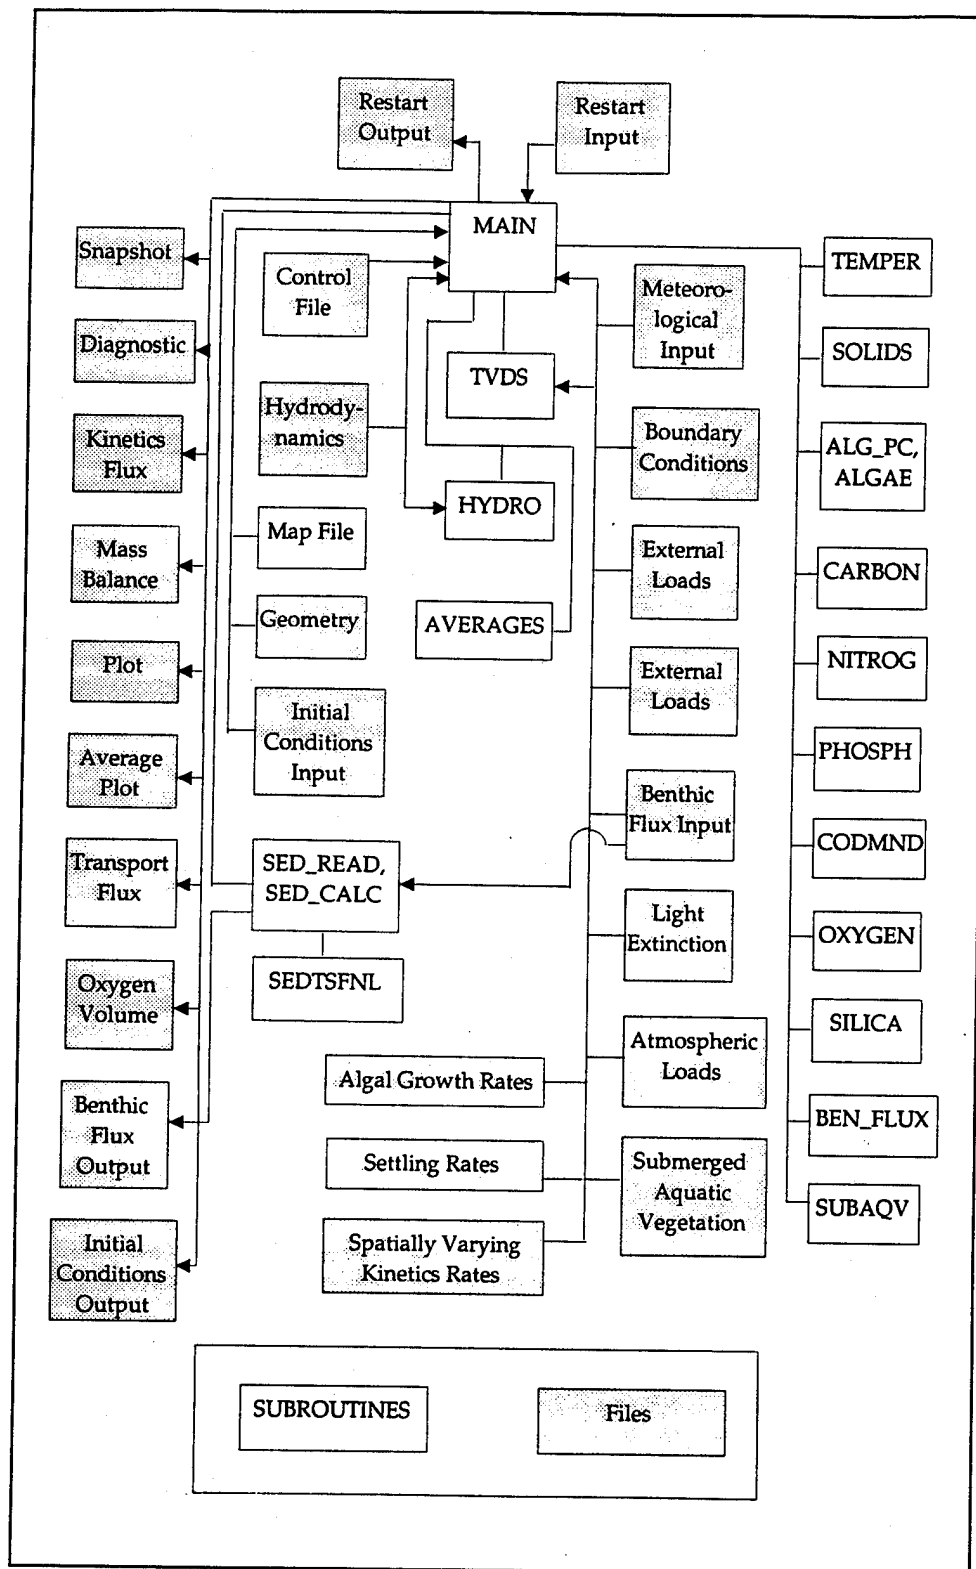 Restart
Output
Restart
Input
MAIN
Snapshot
Diagnostic
Kinetics
Flux
Mass
Balance
Plot
Average
Plot
Transport
Flux
Oxygen
Volume
Benthic
Flux
Output
Initial
Conditions
Output
Control
File
Hydrody-
namics
Map File
Geometry
Initial
Conditions
Input
SED_READ,
SED_CALC
SEDTSFNL
TVDS
HYDRO
AVERAGES
Algal Growth Rates
Settling Rates
Spatially Varying
Kinetics Rates
Meteoro-
logical
Input
Boundary
Conditions
External
Loads
External
Loads
Benthic
Flux Input
Light
Extinction
Atmospheric
Loads
Submerged
Aquatic
Vegetation
TEMPER
SOLIDS
ALG_PC,
ALGAE
CARBON
NITROG
PHOSPH
CODMND
OXYGEN
SILICA
BEN_FLUX
SUBAQV
SUBROUTINES
Files